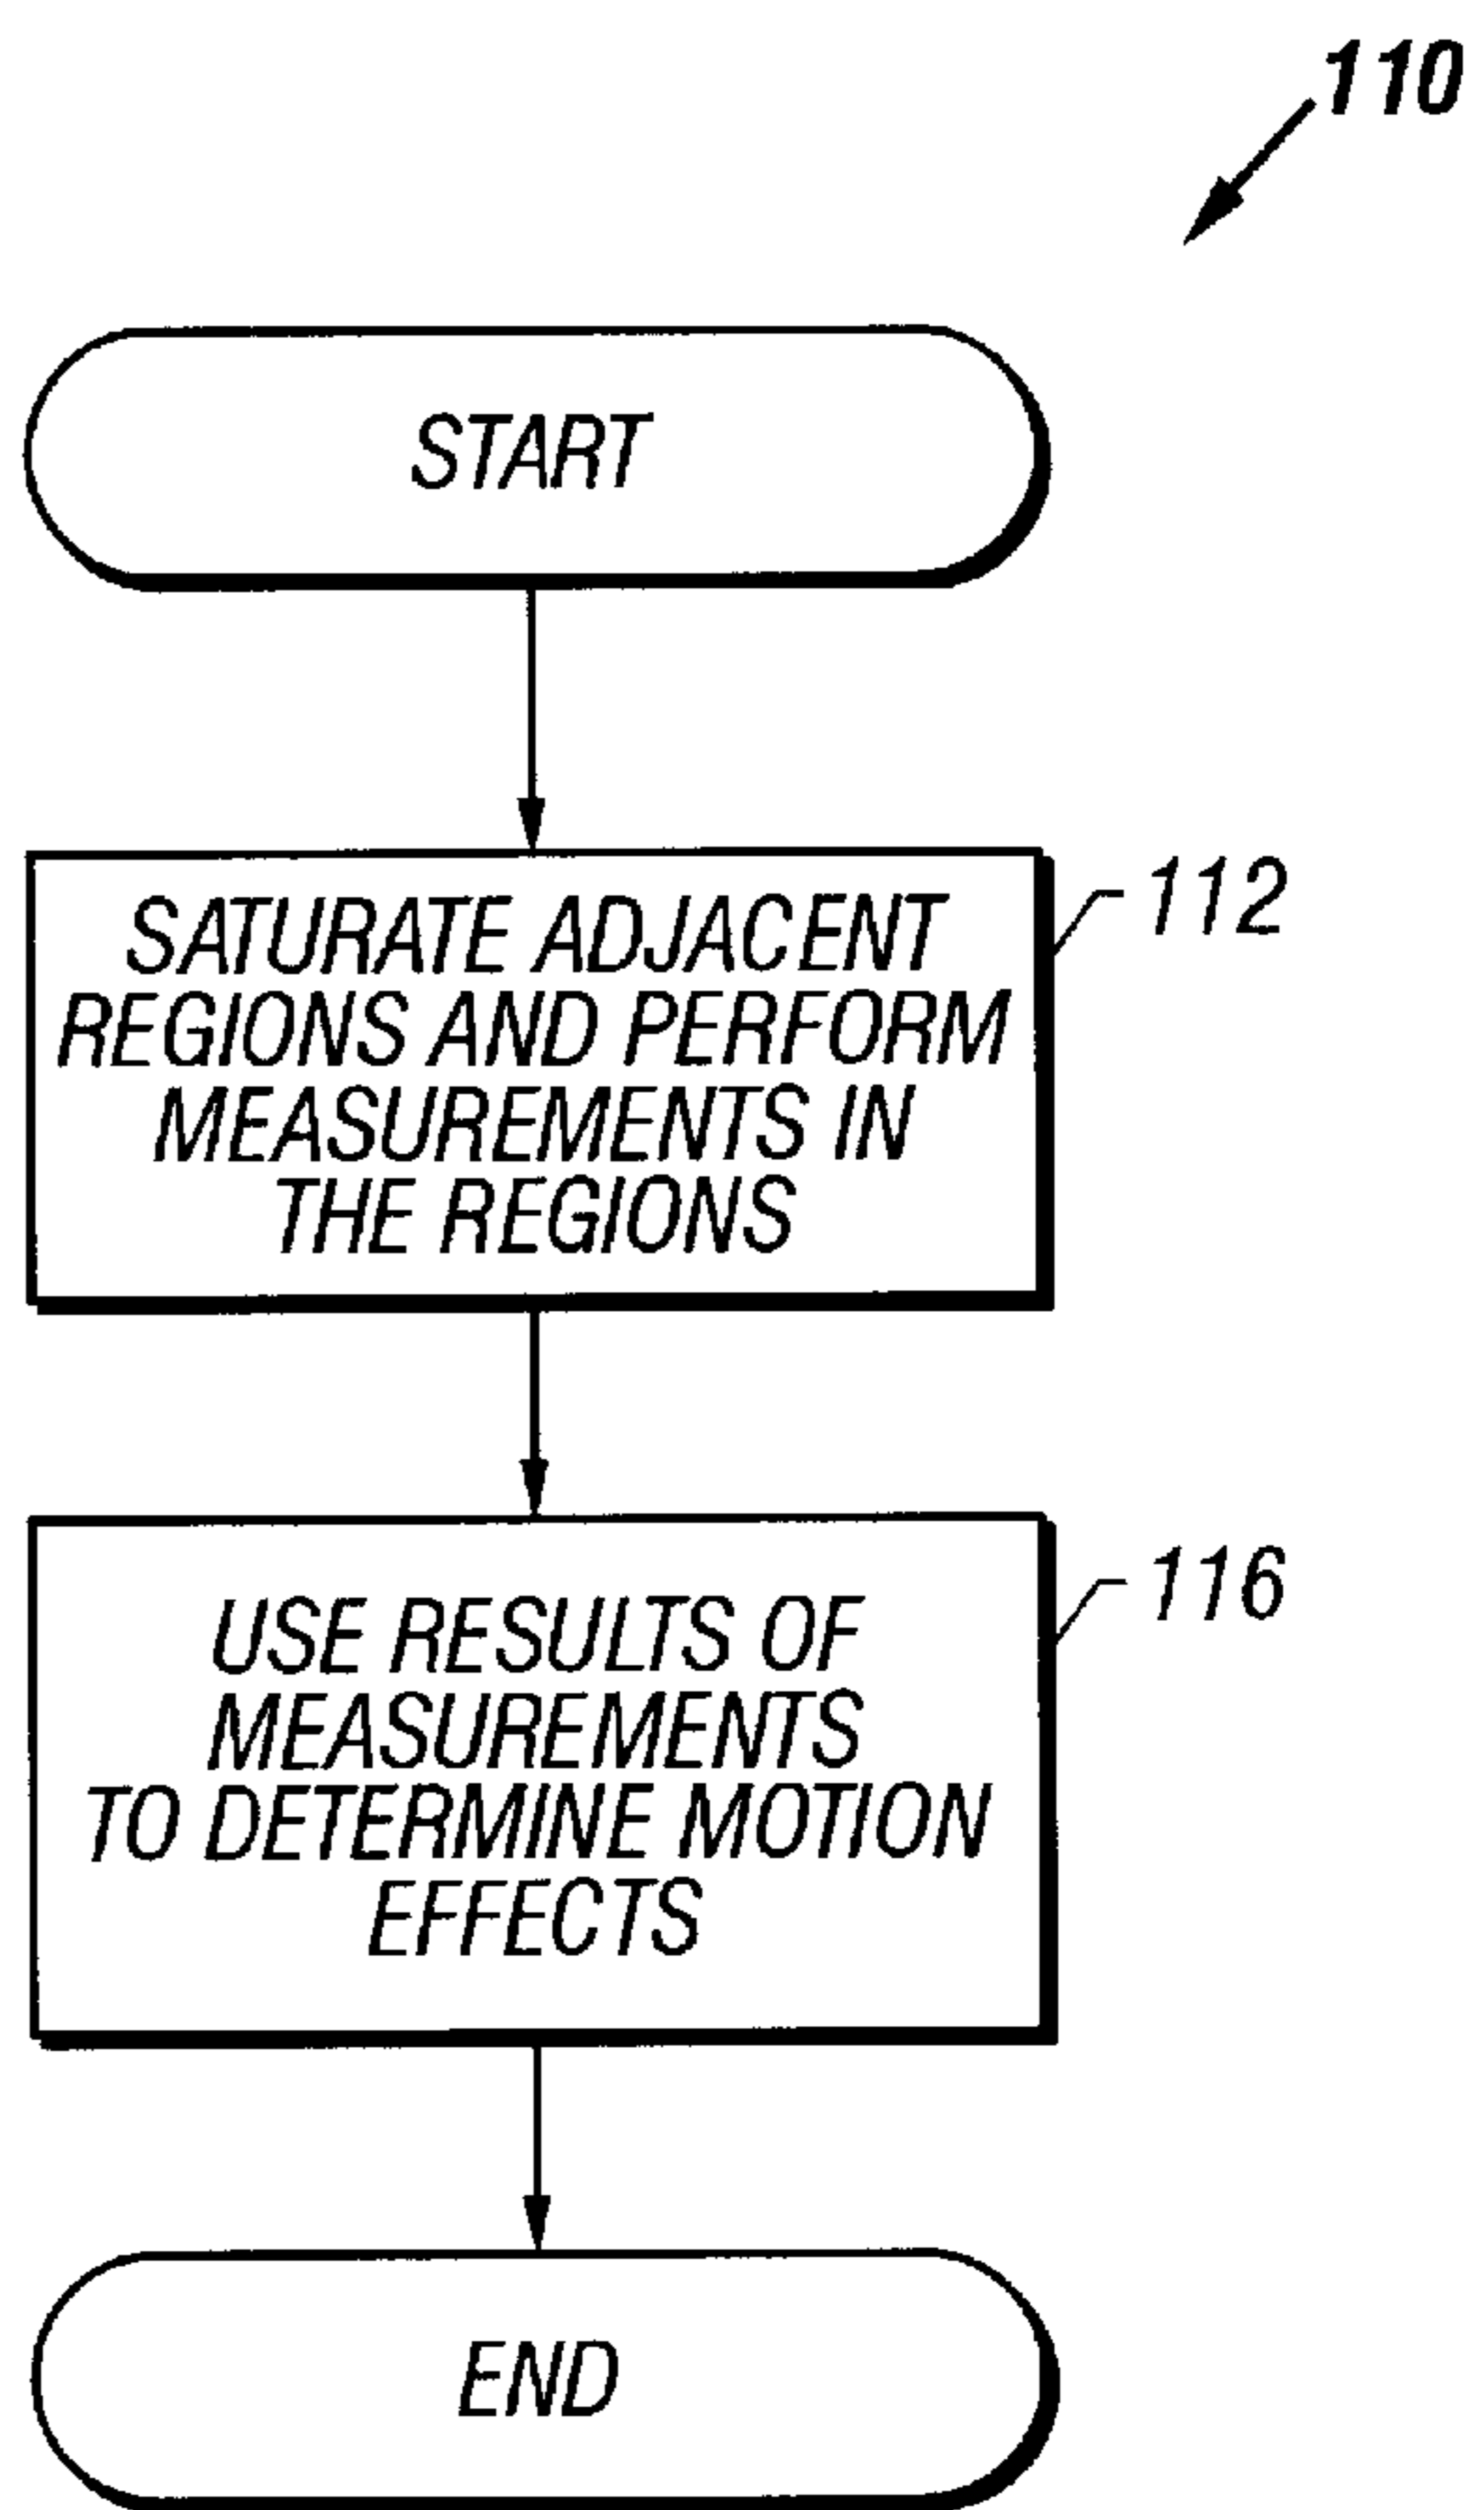 110
START
SATURATE ADJACENT
REGIONS AND PERFORM
MEASUREMENTS IN
THE REGIONS
112
USE RESULTS OF
MEASUREMENTS
TO DETERMINE MOTION
EFFECTS
116
END